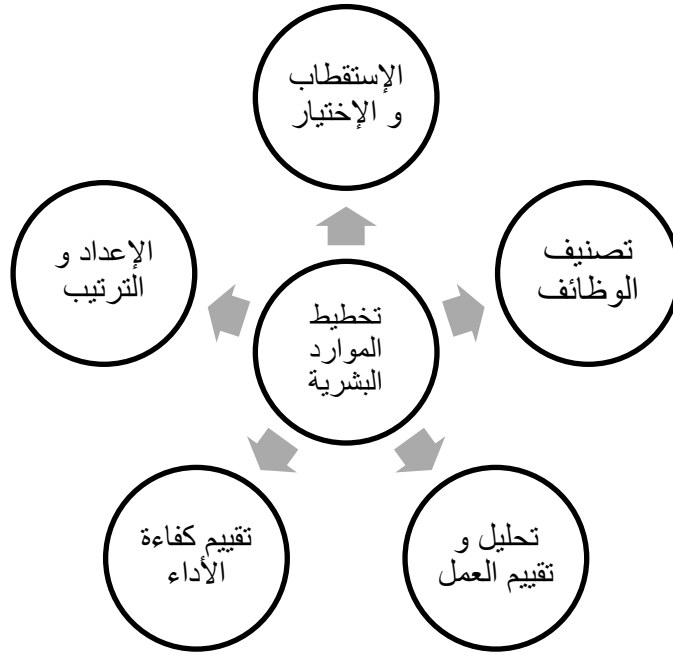 الإستقطاب
و الإختيار
تصنيف
الوظائف
الإعداد و
الترتيب
تخطيط
الموارد
البشرية
تحليل و
تقييم العمل
تقييم كفاءة
الأداء